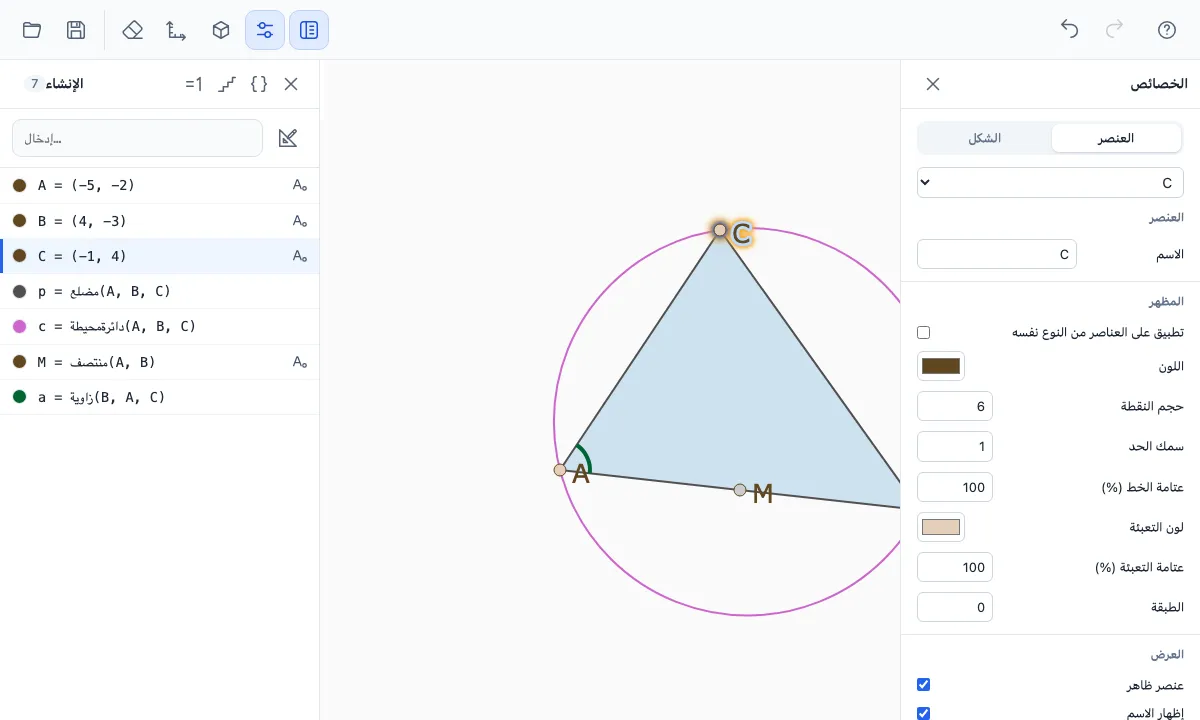 الإنشاء 7
=1
{ }
إدخال...
A = (−5, −2)
B = (4, −3)
C = (−1, 4)
p = مضلع(A, B, C)
c = دائرةمحيطة(A, B, C)
M = منتصف(A, B)
a = زاوية(B, A, C)
C
A
M
الخصائص
العنصر
الشكل
C
العنصر
الاسم C
المظهر
تطبيق على العناصر من النوع نفسه
اللون
حجم النقطة 6
سمك الحد 1
عتامة الخط (%) 100
لون التعبئة
عتامة التعبئة (%) 100
الطبقة 0
العرض
عنصر ظاهر
إظهار الاسم